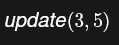 update(3, 5)